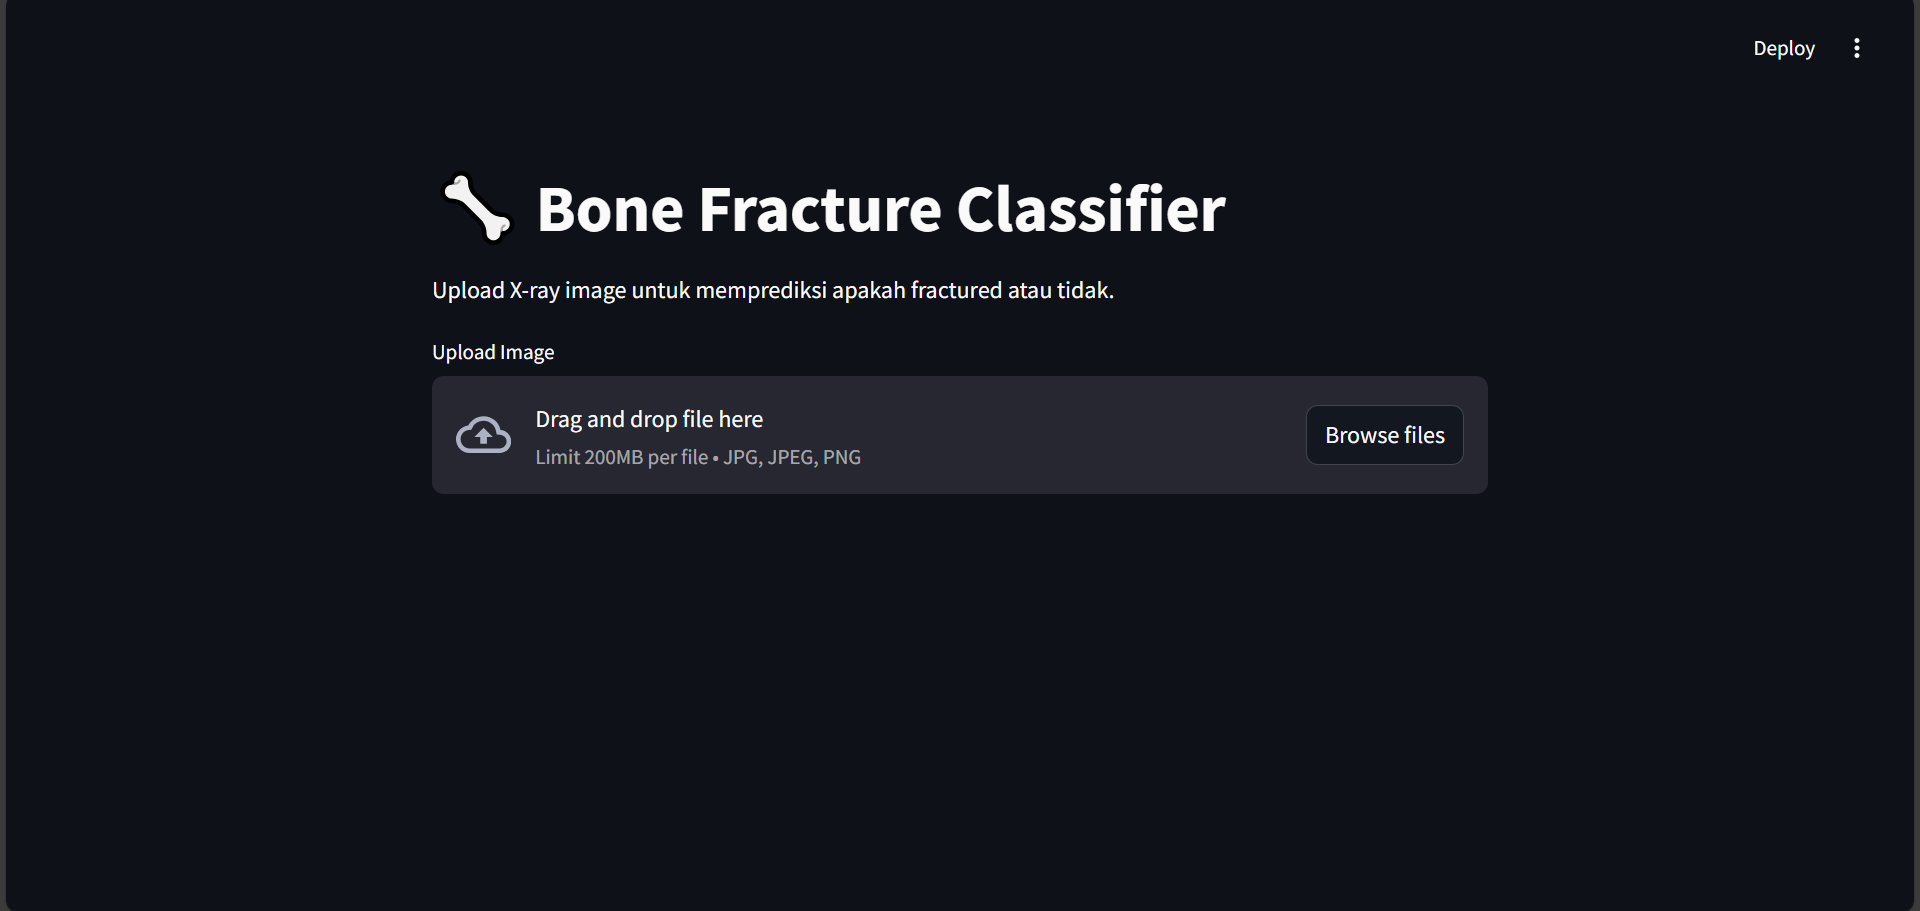 Deploy
Bone Fracture Classifier
Upload X-ray image untuk memprediksi apakah fractured atau tidak.
Upload Image
Drag and drop file here
Limit 200MB per file • JPG, JPEG, PNG
Browse files